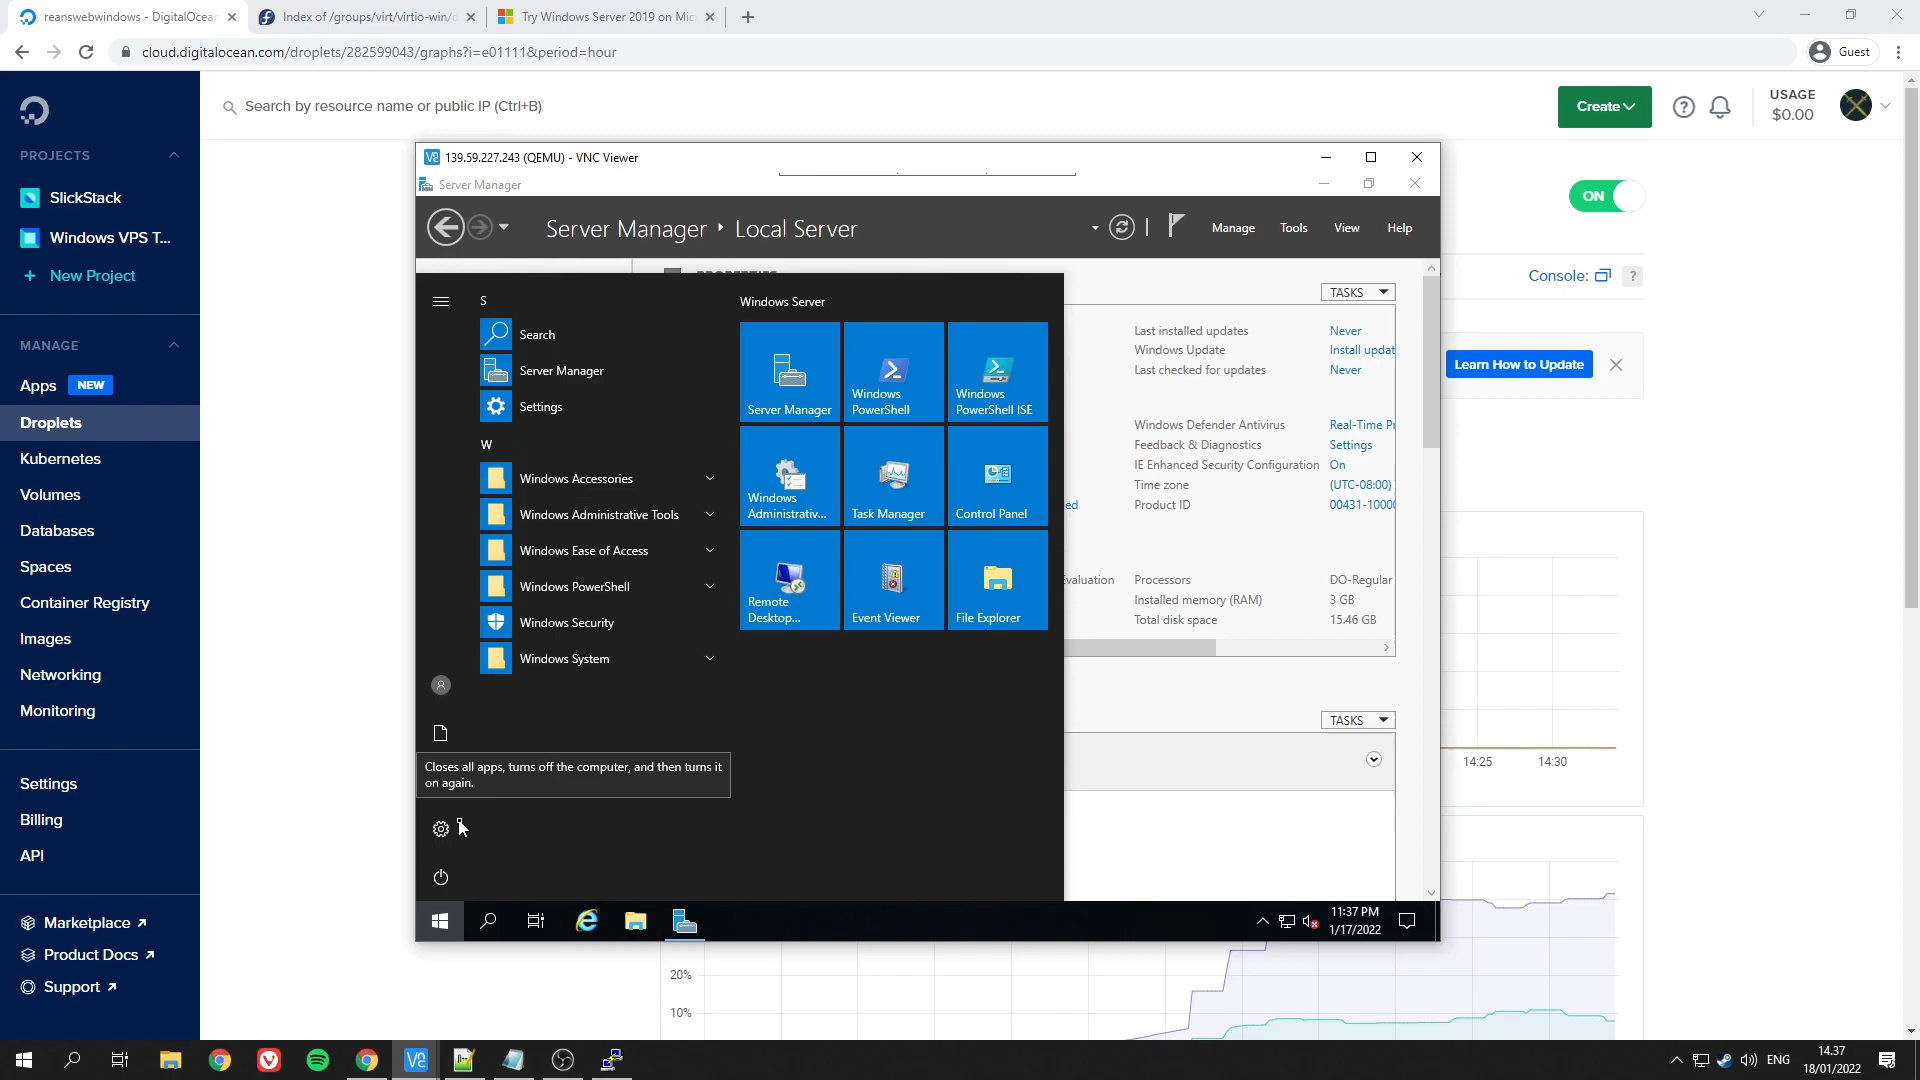 reanswebwindows - DigitalOcean
Index of /groups/virt/virtio-win/d
Try Windows Server 2019 on Mic
cloud.digitalocean.com/droplets/282599043/graphs?i=e01111&period=hour
Guest
Search by resource name or public IP (Ctrl+B)
Create
USAGE
$0.00
PROJECTS
SlickStack
Windows VPS T...
+ New Project
MANAGE
Apps NEW
Droplets
Kubernetes
Volumes
Databases
Spaces
Container Registry
Images
Networking
Monitoring
Settings
Billing
API
Marketplace
Product Docs
Support
139.59.227.243 (QEMU) - VNC Viewer
Server Manager
Server Manager
Local Server
Manage
Tools
View
Help
ON
Console:
?
Learn How to Update
PROPERTIES
TASKS
S
Search
Server Manager
Settings
W
Windows Accessories
Windows Administrative Tools
Windows Ease of Access
Windows PowerShell
Windows Security
Windows System
Closes all apps, turns off the computer, and then turns it
on again.
Windows Server
Server Manager
Windows
PowerShell
Windows
PowerShell ISE
Windows
Administrativ...
Task Manager
Control Panel
Remote
Desktop...
Event Viewer
File Explorer
Last installed updates Never
Windows Update Install updat
Last checked for updates Never
Windows Defender Antivirus Real-Time Pr
Feedback & Diagnostics Settings
IE Enhanced Security Configuration On
Time zone (UTC-08:00)
ed Product ID 00431-1000
Evaluation Processors DO-Regular
Installed memory (RAM) 3 GB
Total disk space 15.46 GB
TASKS
14:25
14:30
20%
10%
11:37 PM
1/17/2022
ENG
14.37
18/01/2022